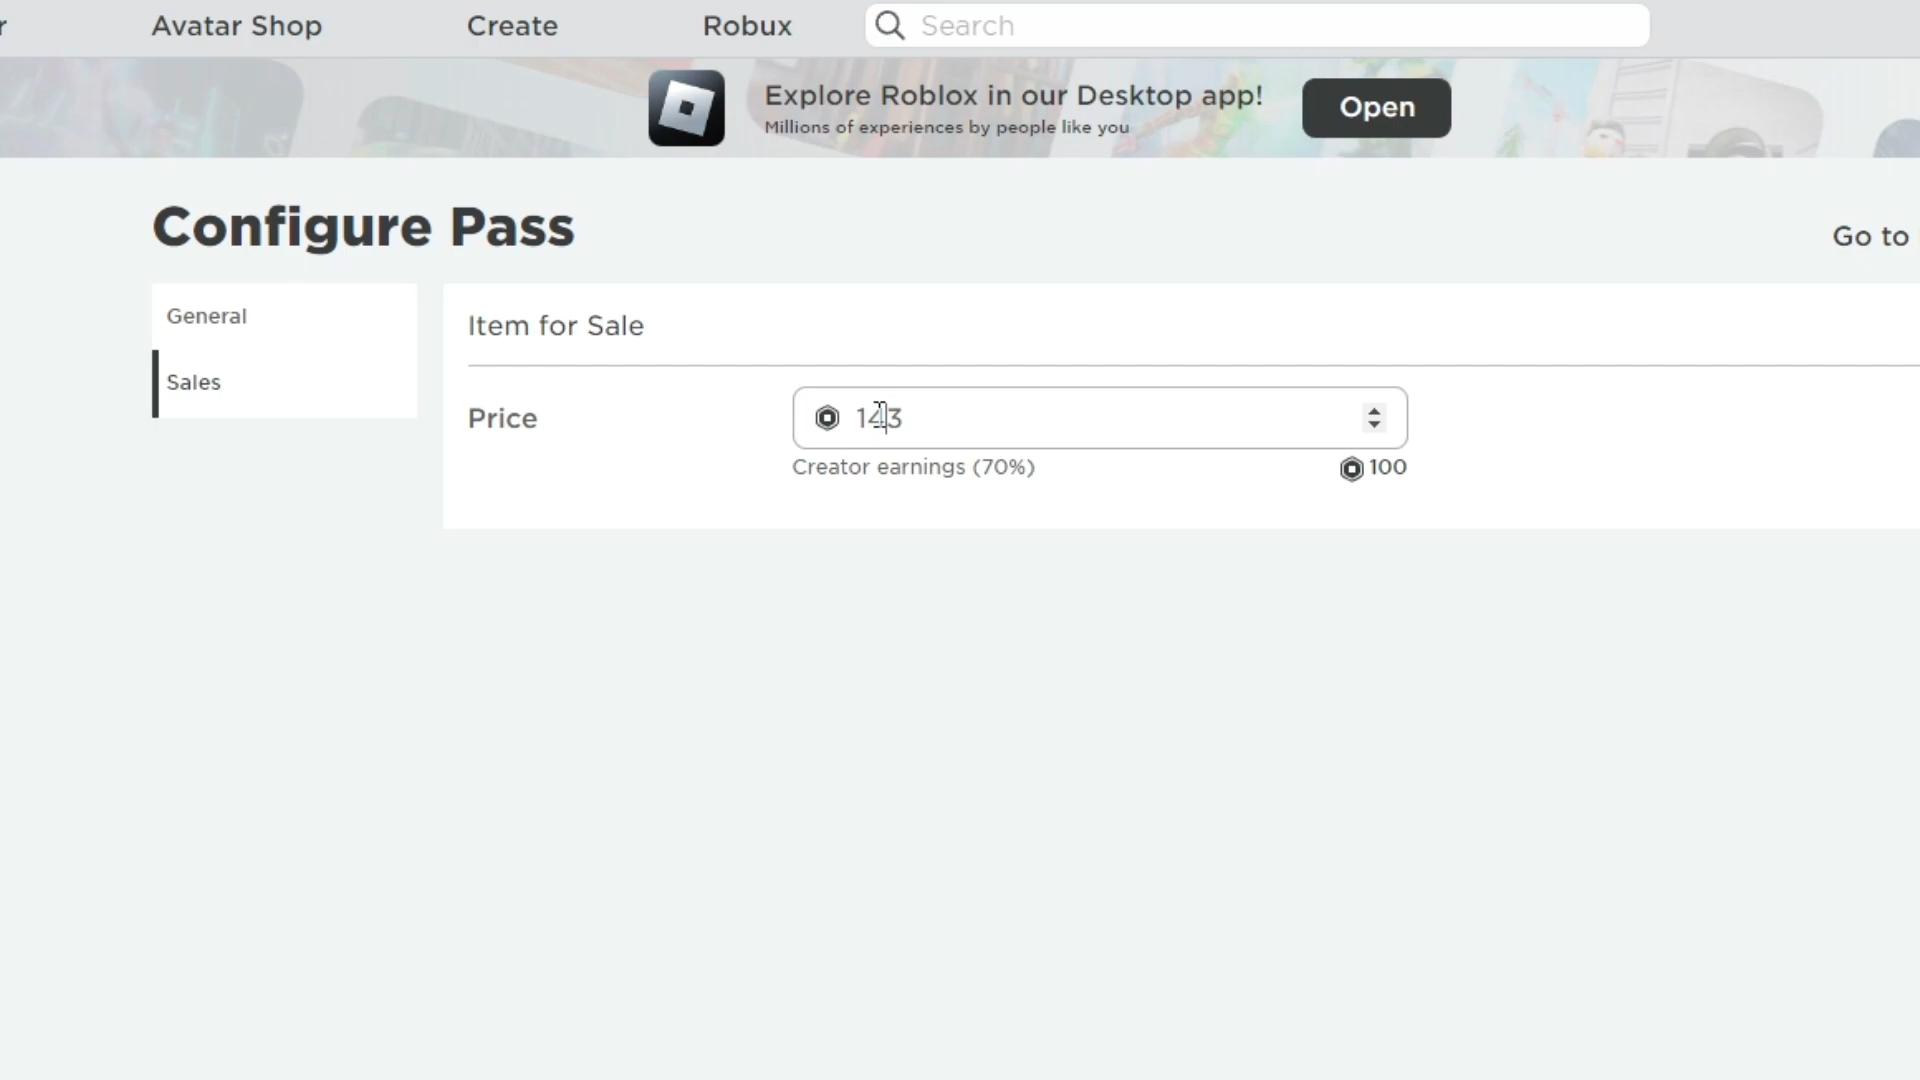 r Avatar Shop Create Robux Search
Explore Roblox in our Desktop app!
Millions of experiences by people like you
Open
Configure Pass
Go to
General
Sales
Item for Sale
Price 143
Creator earnings (70%) 100